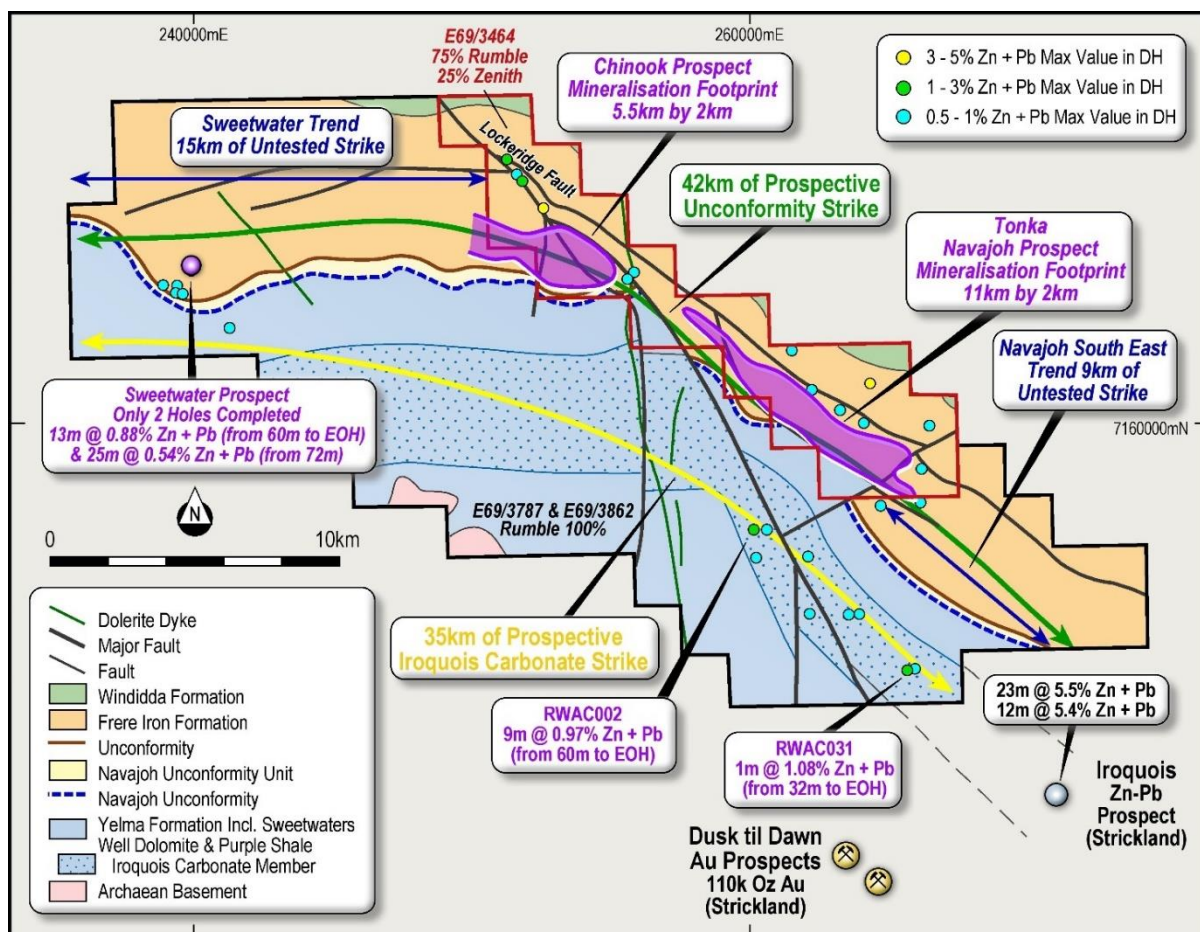 240000mE
260000mE
E69/3464
75% Rumble
25% Zenith
Chinook Prospect
Mineralisation Footprint
5.5km by 2km
3 - 5% Zn + Pb Max Value in DH
1 - 3% Zn + Pb Max Value in DH
0.5 - 1% Zn + Pb Max Value in DH
Sweetwater Trend
15km of Untested Strike
Lockeridge Fault
42km of Prospective
Unconformity Strike
Tonka
Navajoh Prospect
Mineralisation Footprint
11km by 2km
Navajoh South East
Trend 9km of
Untested Strike
Sweetwater Prospect
Only 2 Holes Completed
13m @ 0.88% Zn + Pb (from 60m to EOH)
& 25m @ 0.54% Zn + Pb (from 72m)
7160000mN
N
0
10km
E69/3787 & E69/3862
Rumble 100%
35km of Prospective
Iroquois Carbonate Strike
RWAC002
9m @ 0.97% Zn + Pb
(from 60m to EOH)
RWAC031
1m @ 1.08% Zn + Pb
(from 32m to EOH)
23m @ 5.5% Zn + Pb
12m @ 5.4% Zn + Pb
Iroquois
Zn-Pb
Prospect
(Strickland)
Dusk til Dawn
Au Prospects
110k Oz Au
(Strickland)
Dolerite Dyke
Major Fault
Fault
Windidda Formation
Frere Iron Formation
Unconformity
Navajoh Unconformity Unit
Navajoh Unconformity
Yelma Formation Incl. Sweetwaters
Well Dolomite & Purple Shale
Iroquois Carbonate Member
Archaean Basement